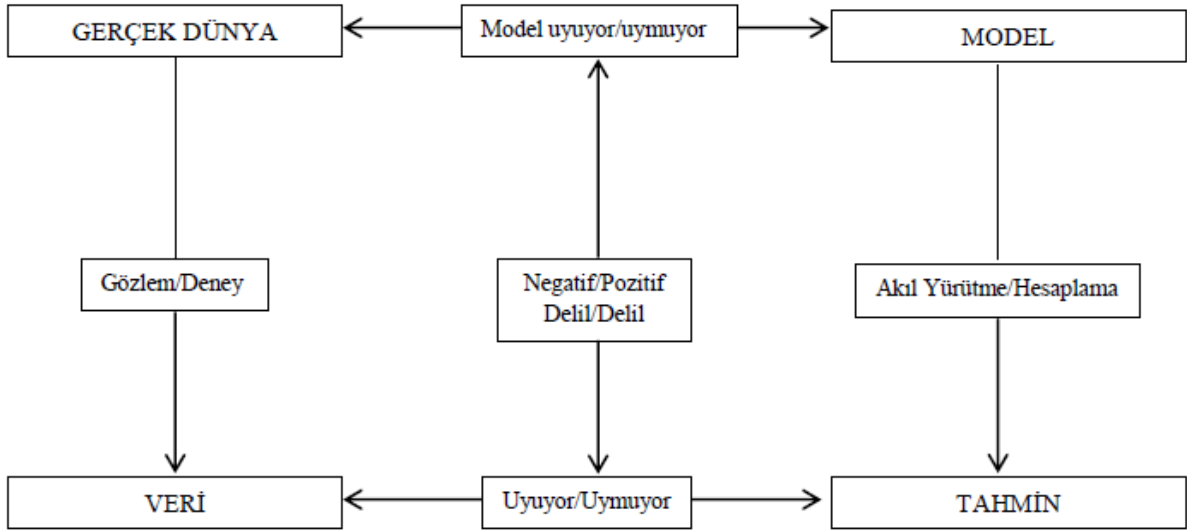 GERÇEK DÜNYA
Model uyuyor/uymuyor
MODEL
Gözlem/Deney
Negatif/Pozitif
Delil/Delil
Akıl Yürütme/Hesaplama
VERİ
Uyuyor/Uymuyor
TAHMİN